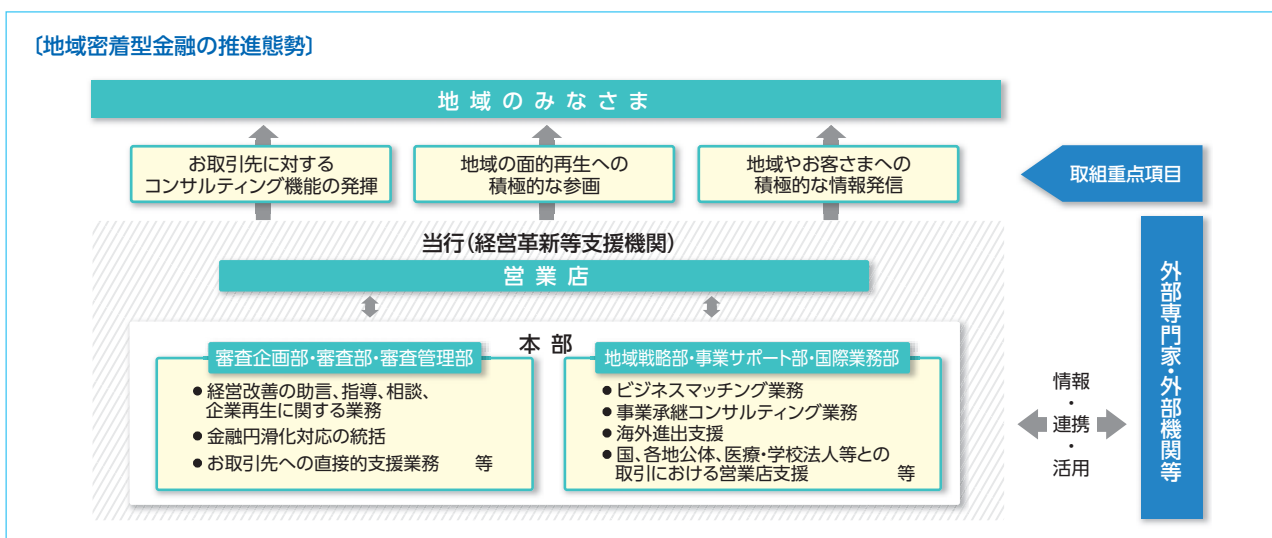 〔地域密着型金融の推進態勢〕
地域のみなさま
お取引先に対する
コンサルティング機能の発揮
地域の面的再生への
積極的な参画
地域やお客さまへの
積極的な情報発信
取組重点項目
当行(経営革新等支援機関)
営業店
本部
審査企画部・審査部・審査管理部
●経営改善の助言、指導、相談、
企業再生に関する業務
●金融円滑化対応の統括
●お取引先への直接的支援業務 等
地域戦略部・事業サポート部・国際業務部
●ビジネスマッチング業務
●事業承継コンサルティング業務
●海外進出支援
●国、各地公体、医療・学校法人等との
取引における営業店支援 等
情報
・
連携
・
活用
外部専門家・外部機関等